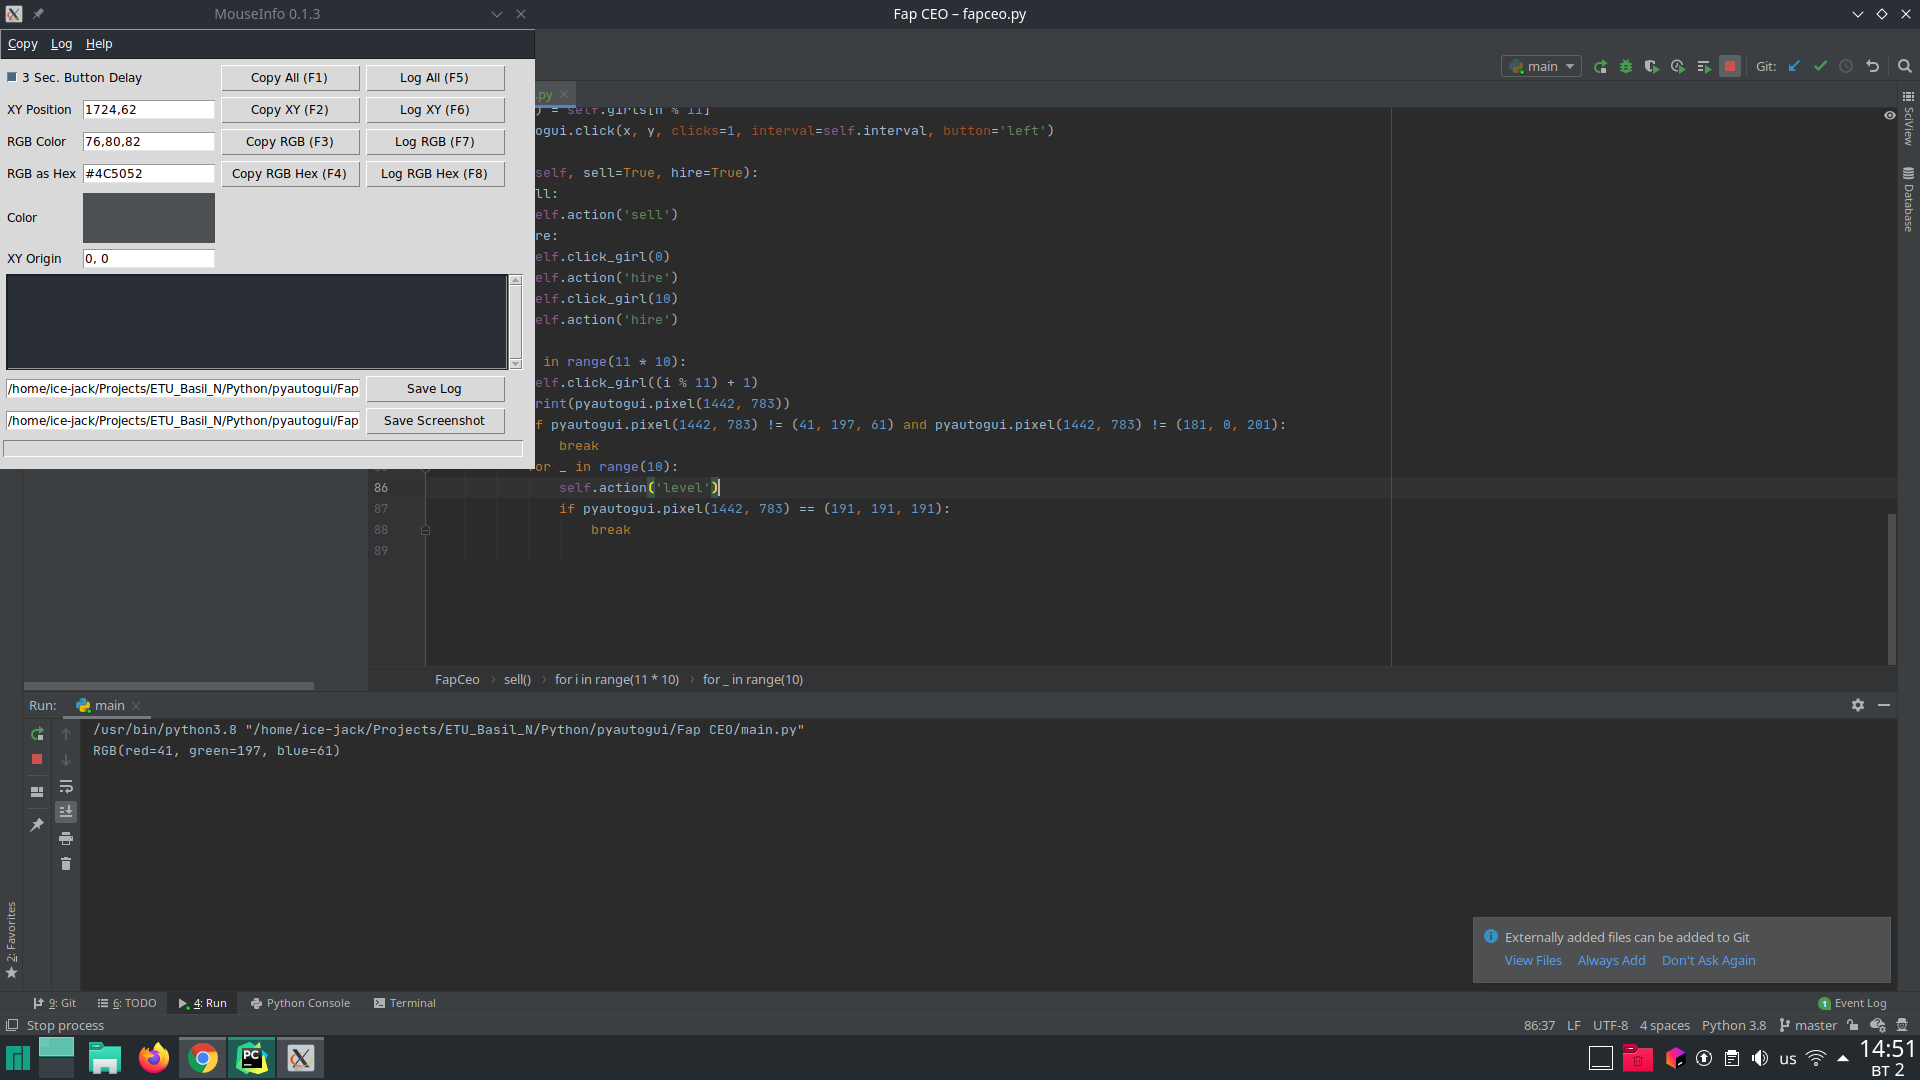 MouseInfo 0.1.3
Fap CEO – fapceo.py
Copy Log Help
3 Sec. Button Delay
Copy All (F1)
Log All (F5)
XY Position
1724,62
Copy XY (F2)
Log XY (F6)
RGB Color
76,80,82
Copy RGB (F3)
Log RGB (F7)
RGB as Hex
#4C5052
Copy RGB Hex (F4)
Log RGB Hex (F8)
Color
XY Origin
0, 0
/home/ice-jack/Projects/ETU_Basil_N/Python/pyautogui/Fap
Save Log
/home/ice-jack/Projects/ETU_Basil_N/Python/pyautogui/Fap
Save Screenshot
main
Git:
.py
) = self.girls[n % 11]
ogui.click(x, y, clicks=1, interval=self.interval, button='left')
self, sell=True, hire=True):
ll:
elf.action('sell')
re:
elf.click_girl(0)
elf.action('hire')
elf.click_girl(10)
elf.action('hire')
in range(11 * 10):
elf.click_girl((i % 11) + 1)
rint(pyautogui.pixel(1442, 783))
f pyautogui.pixel(1442, 783) != (41, 197, 61) and pyautogui.pixel(1442, 783) != (181, 0, 201):
break
or _ in range(10):
86 self.action('level')
87 if pyautogui.pixel(1442, 783) == (191, 191, 191):
88 break
89
SciView
Database
FapCeo › sell() › for i in range(11 * 10) › for _ in range(10)
Run: main
/usr/bin/python3.8 "/home/ice-jack/Projects/ETU_Basil_N/Python/pyautogui/Fap CEO/main.py"
RGB(red=41, green=197, blue=61)
2: Favorites
Externally added files can be added to Git
View Files Always Add Don't Ask Again
9: Git 6: TODO 4: Run Python Console Terminal
1 Event Log
Stop process
86:37 LF UTF-8 4 spaces Python 3.8 master
PC
us
14:51
вт 2